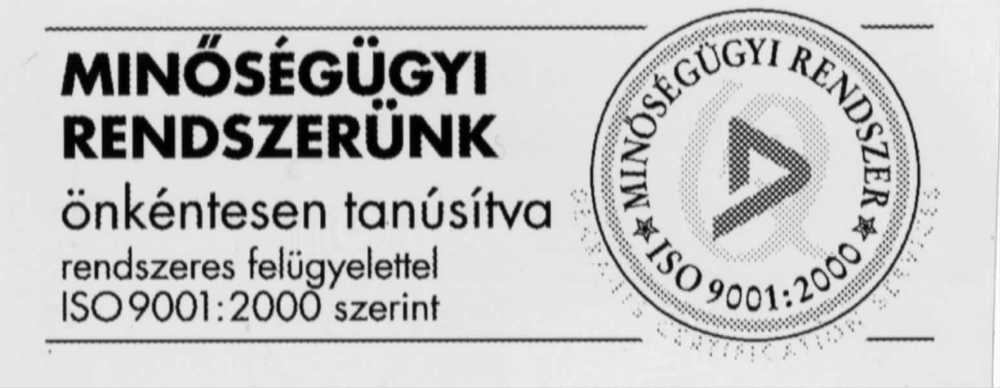 MINŐSÉGÜGYI
RENDSZERÜNK
önkéntesen tanúsítva
rendszeres felügyelettel
ISO 9001:2000 szerint
MINŐSÉGÜGYI RENDSZER
ISO 9001:2000